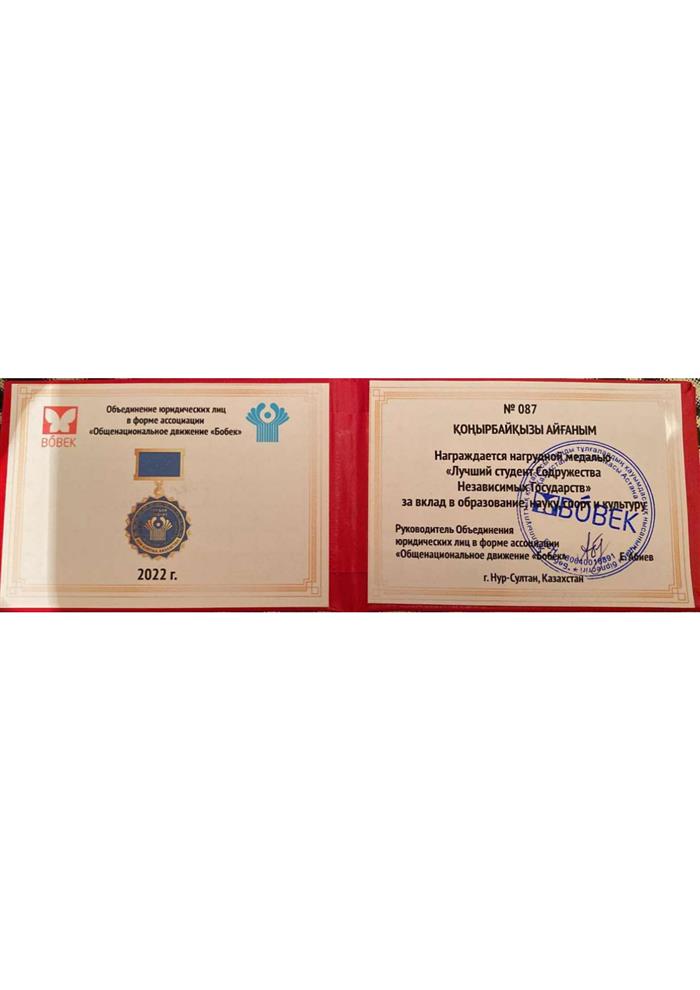 BÓBEK
Объединение юридических лиц
в форме ассоциации
«Общенациональное движение «Бобек»
2022 г.
№ 087
ҚОҢЫРБАЙҚЫЗЫ АЙҒАНЫМ
Награждается нагрудной медалью
«Лучший студент Содружества
Независимых Государств»
за вклад в образование, науку, спорт и культуру
BÓBEK
Руководитель Объединения
юридических лиц в форме ассоциации
«Общенациональное движение «Бобек»
Е. Абиев
г. Нур-Султан, Казахстан